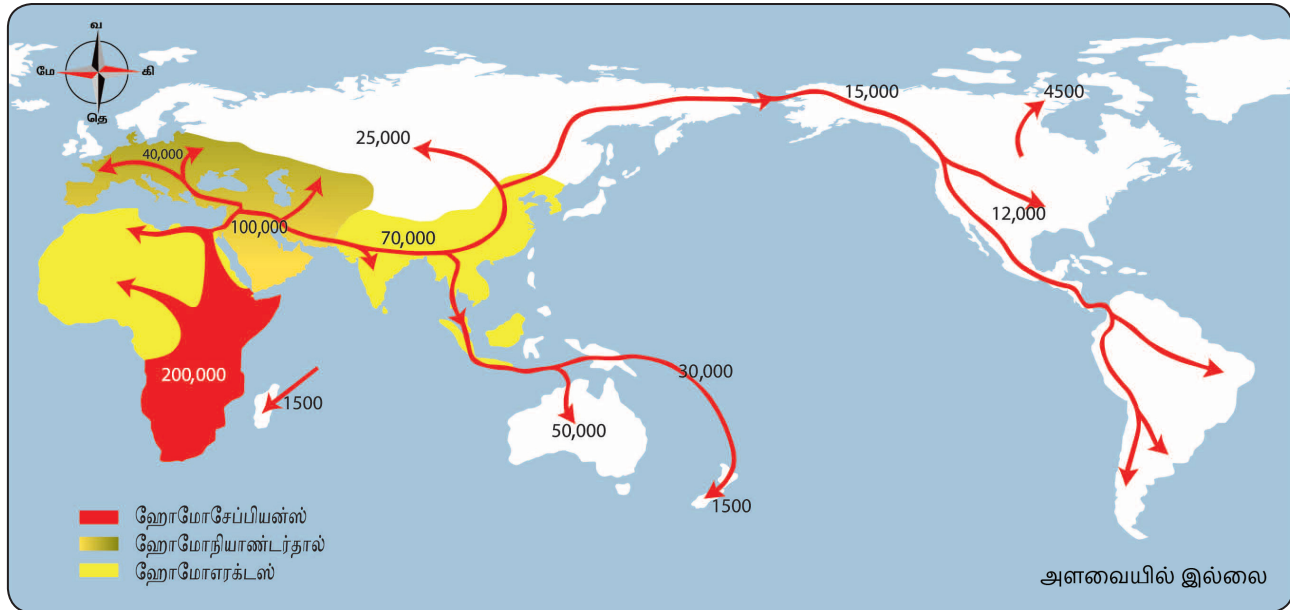 வ
மே
கி
தெ
15,000
4500
25,000
40,000
12,000
100,000
70,000
200,000
1500
30,000
50,000
1500
ஹோமோசேப்பியன்ஸ்
ஹோமோநியாண்டர்தால்
ஹோமோஎரக்டஸ்
அளவையில் இல்லை